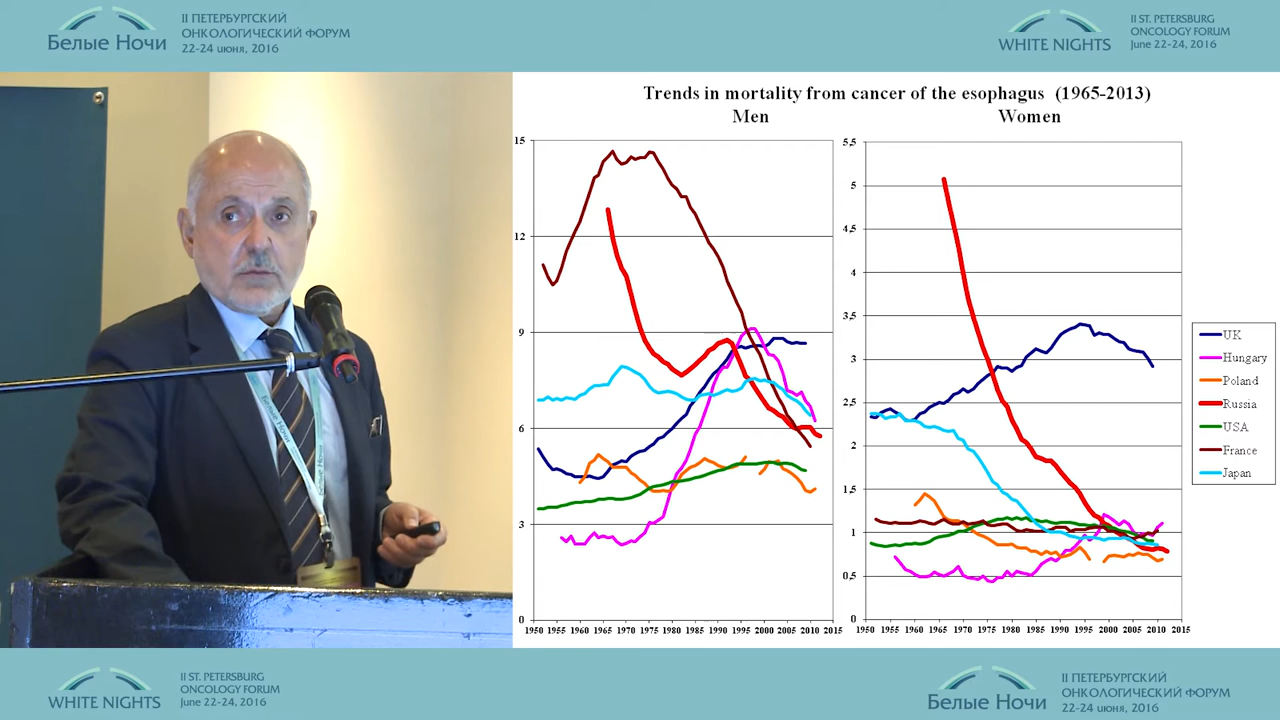 Белые Ночи
II ПЕТЕРБУРГСКИЙ
ОНКОЛОГИЧЕСКИЙ ФОРУМ
22-24 июня, 2016
WHITE NIGHTS
II ST. PETERSBURG
ONCOLOGY FORUM
June 22-24, 2016
Trends in mortality from cancer of the esophagus (1965-2013)
Men
Women
15
12
9
6
3
0
1950 1955 1960 1965 1970 1975 1980 1985 1990 1995 2000 2005 2010 2015
5,5
5
4,5
4
3,5
3
2,5
2
1,5
1
0,5
0
1950 1955 1960 1965 1970 1975 1980 1985 1990 1995 2000 2005 2010 2015
UK
Hungary
Poland
Russia
USA
France
Japan
Белые Ночи
WHITE NIGHTS
II ST. PETERSBURG
ONCOLOGY FORUM
June 22-24, 2016
Белые Ночи
II ПЕТЕРБУРГСКИЙ
ОНКОЛОГИЧЕСКИЙ ФОРУМ
22-24 июня, 2016